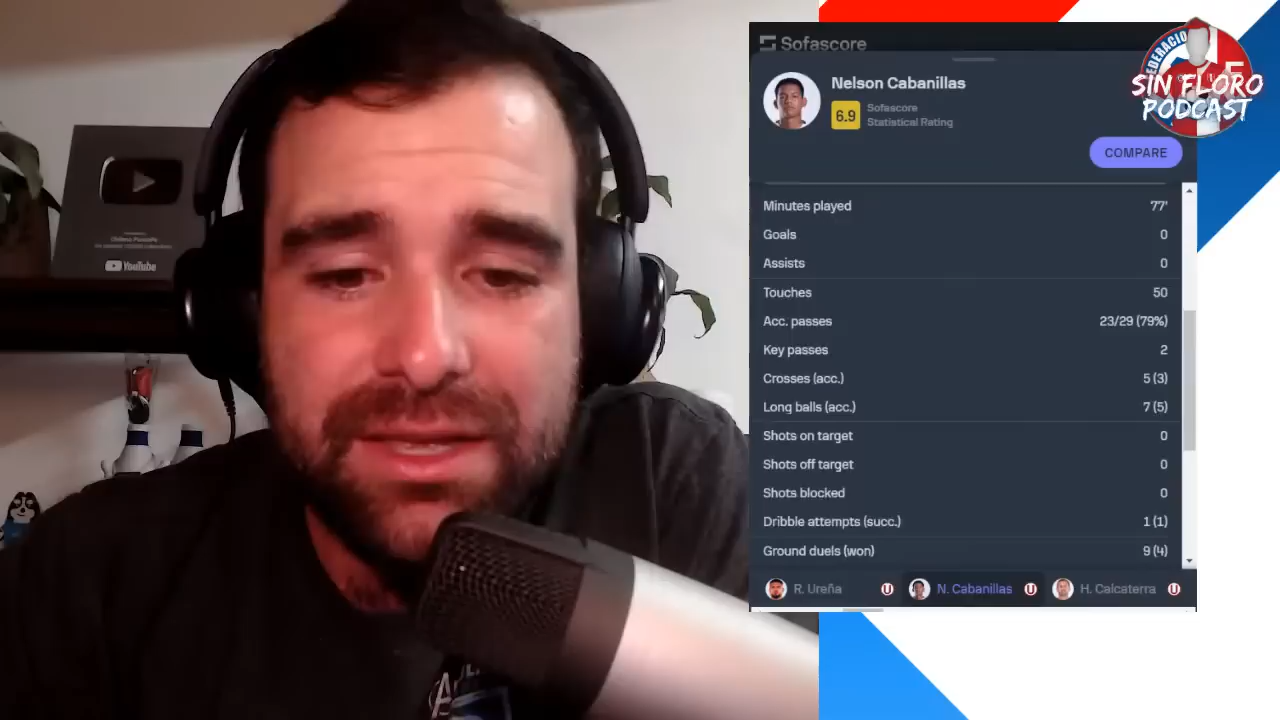 YouTube
Sofascore
Nelson Cabanillas
6.9
Sofascore
Statistical Rating
FEDERACIO
SIN FLORO
PODCAST
COMPARE
Minutes played 77'
Goals 0
Assists 0
Touches 50
Acc. passes 23/29 (79%)
Key passes 2
Crosses (acc.) 5 (3)
Long balls (acc.) 7 (5)
Shots on target 0
Shots off target 0
Shots blocked 0
Dribble attempts (succ.) 1 (1)
Ground duels (won) 9 (4)
R. Ureña U N. Cabanillas U H. Calcaterra U